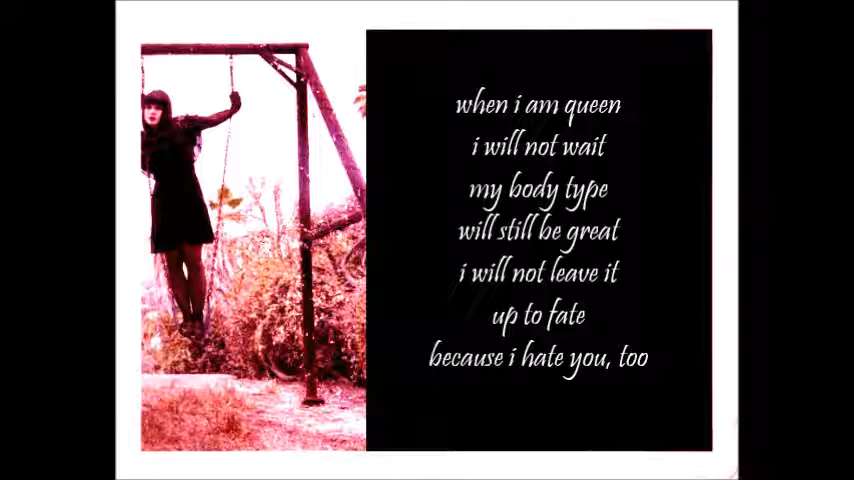 when i am queen
i will not wait
my body type
will still be great
i will not leave it
up to fate
because i hate you, too